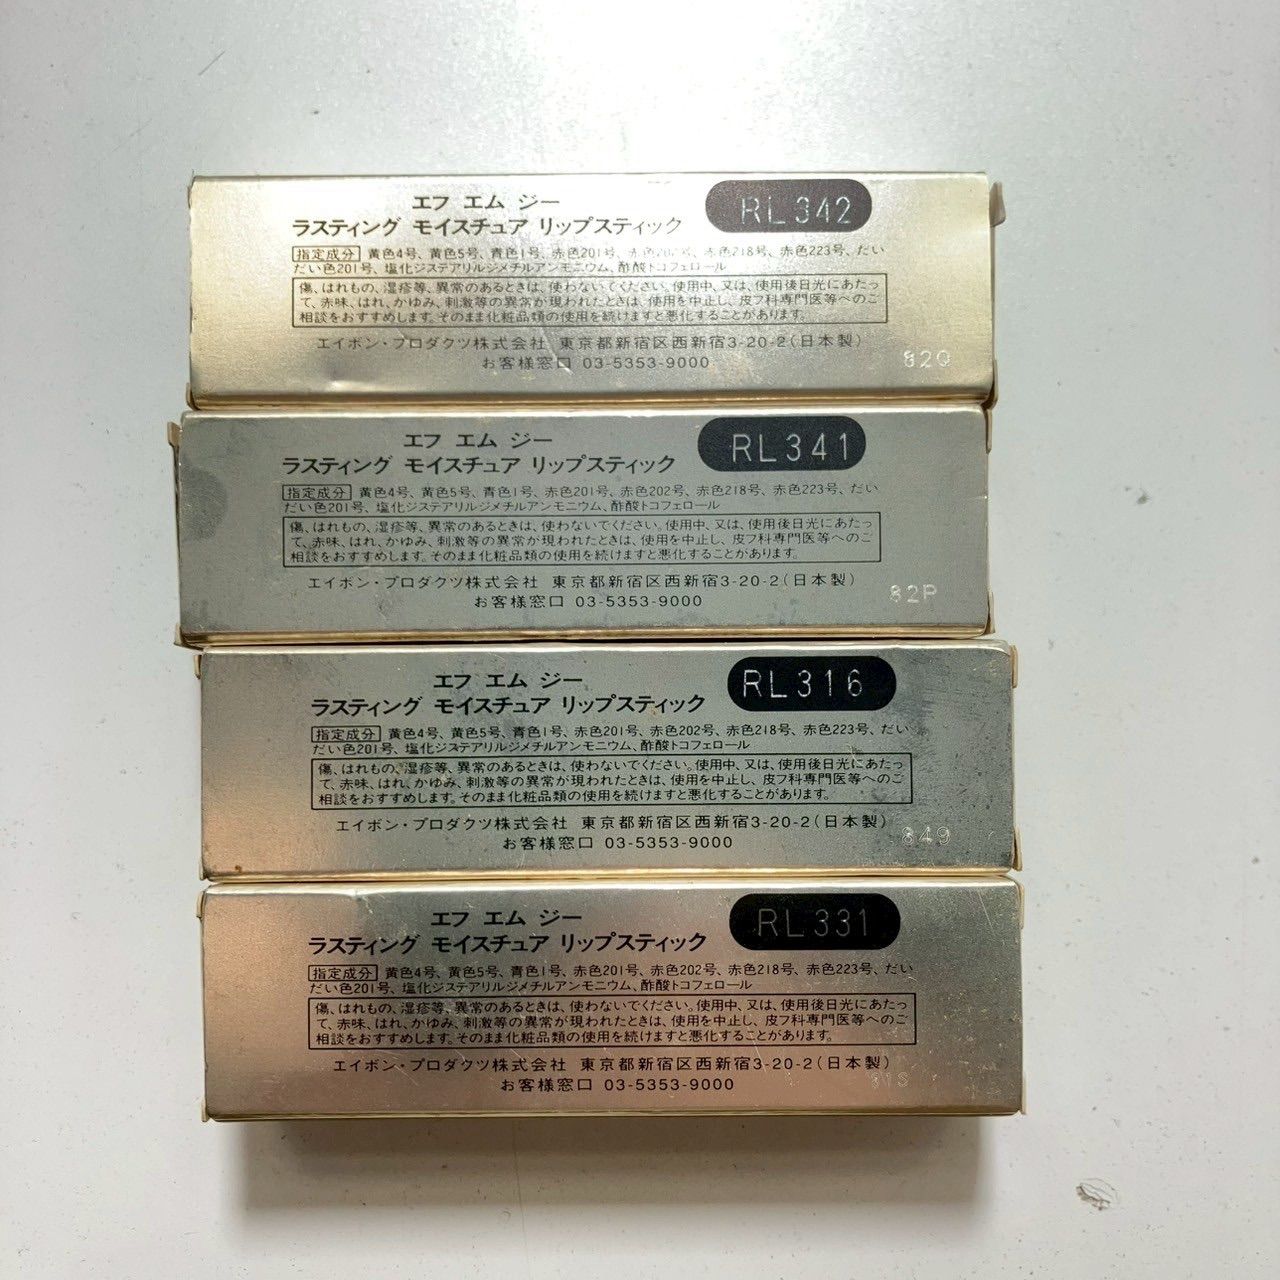 エフ エム ジー
RL342
ラスティング モイスチュア リップスティック
指定成分 黄色4号、黄色5号、青色1号、赤色201号、赤色202号、赤色218号、赤色223号、だい
だい色201号、塩化ジステアリルジメチルアンモニウム、酢酸トコフェロール
傷、はれもの、湿疹等、異常のあるときは、使わないでください。使用中、又は、使用後日光にあたっ
て、赤味、はれ、かゆみ、刺激等の異常が現われたときは、使用を中止し、皮フ科専門医等へのご
相談をおすすめします。そのまま化粧品類の使用を続けますと悪化することがあります。
エイボン・プロダクツ株式会社 東京都新宿区西新宿3-20-2(日本製)
お客様窓口 03-5353-9000
82Q
エフ エム ジー
RL341
ラスティング モイスチュア リップスティック
指定成分 黄色4号、黄色5号、青色1号、赤色201号、赤色202号、赤色218号、赤色223号、だい
だい色201号、塩化ジステアリルジメチルアンモニウム、酢酸トコフェロール
傷、はれもの、湿疹等、異常のあるときは、使わないでください。使用中、又は、使用後日光にあたっ
て、赤味、はれ、かゆみ、刺激等の異常が現われたときは、使用を中止し、皮フ科専門医等へのご
相談をおすすめします。そのまま化粧品類の使用を続けますと悪化することがあります。
エイボン・プロダクツ株式会社 東京都新宿区西新宿3-20-2(日本製)
お客様窓口 03-5353-9000
82P
エフ エム ジー
RL316
ラスティング モイスチュア リップスティック
指定成分 黄色4号、黄色5号、青色1号、赤色201号、赤色202号、赤色218号、赤色223号、だい
だい色201号、塩化ジステアリルジメチルアンモニウム、酢酸トコフェロール
傷、はれもの、湿疹等、異常のあるときは、使わないでください。使用中、又は、使用後日光にあたっ
て、赤味、はれ、かゆみ、刺激等の異常が現われたときは、使用を中止し、皮フ科専門医等へのご
相談をおすすめします。そのまま化粧品類の使用を続けますと悪化することがあります。
エイボン・プロダクツ株式会社 東京都新宿区西新宿3-20-2(日本製)
お客様窓口 03-5353-9000
849
エフ エム ジー
RL331
ラスティング モイスチュア リップスティック
指定成分 黄色4号、黄色5号、青色1号、赤色201号、赤色202号、赤色218号、赤色223号、だい
だい色201号、塩化ジステアリルジメチルアンモニウム、酢酸トコフェロール
傷、はれもの、湿疹等、異常のあるときは、使わないでください。使用中、又は、使用後日光にあたっ
て、赤味、はれ、かゆみ、刺激等の異常が現われたときは、使用を中止し、皮フ科専門医等へのご
相談をおすすめします。そのまま化粧品類の使用を続けますと悪化することがあります。
エイボン・プロダクツ株式会社 東京都新宿区西新宿3-20-2(日本製)
お客様窓口 03-5353-9000